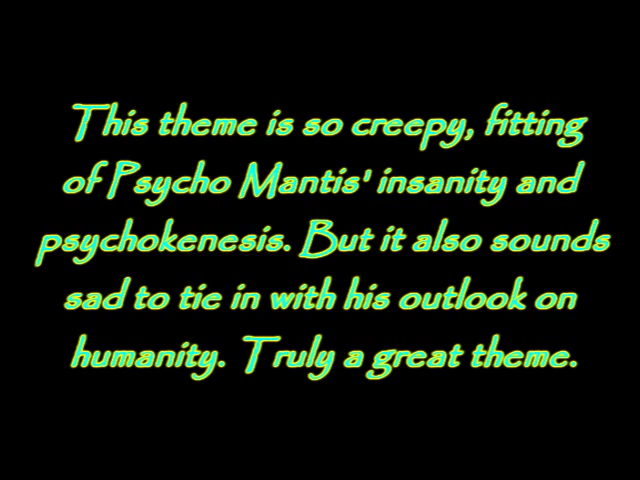 This theme is so creepy, fitting
of Psycho Mantis' insanity and
psychokenesis. But it also sounds
sad to tie in with his outlook on
humanity. Truly a great theme.